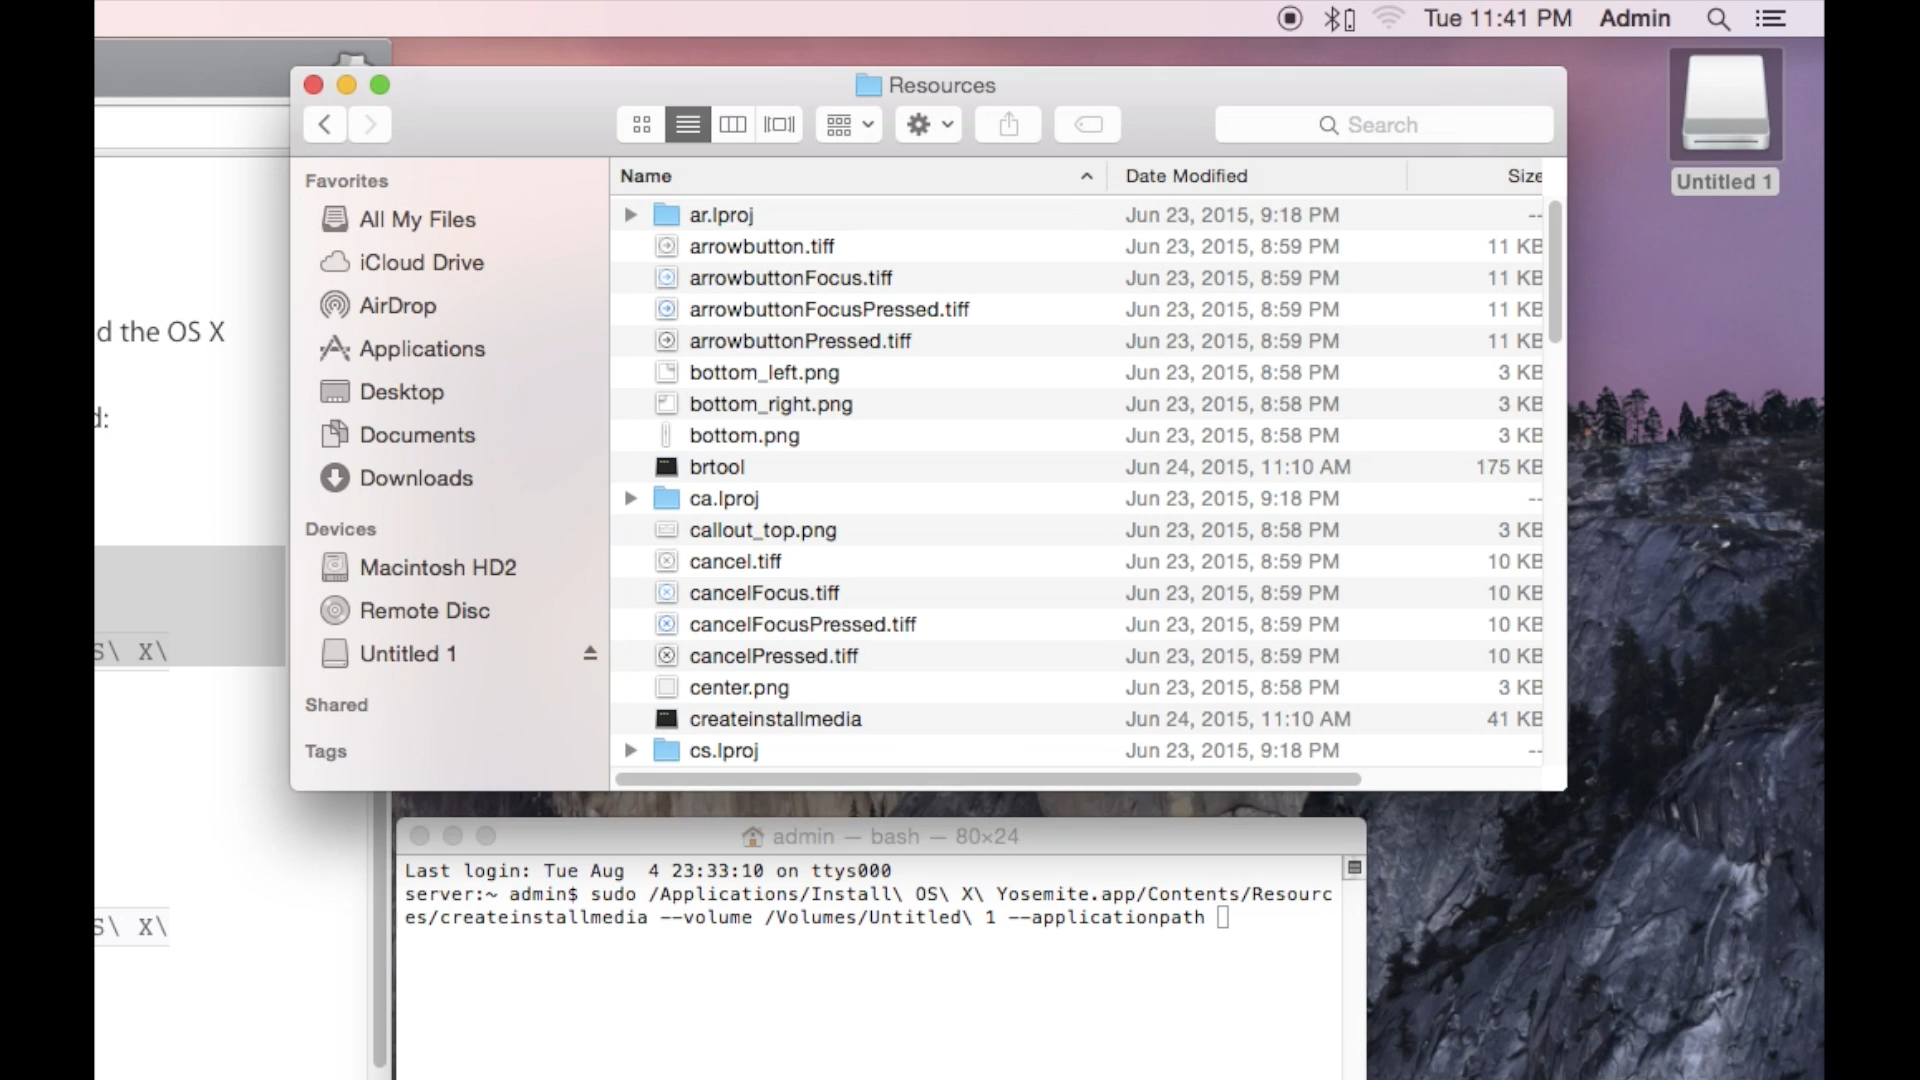 Tue 11:41 PM Admin
Resources
Search
Untitled 1
Favorites
All My Files
iCloud Drive
AirDrop
Applications
Desktop
Documents
Downloads
Devices
Macintosh HD2
Remote Disc
Untitled 1
Shared
Tags
Name Date Modified Size
ar.lproj Jun 23, 2015, 9:18 PM --
arrowbutton.tiff Jun 23, 2015, 8:59 PM 11 KB
arrowbuttonFocus.tiff Jun 23, 2015, 8:59 PM 11 KB
arrowbuttonFocusPressed.tiff Jun 23, 2015, 8:59 PM 11 KB
arrowbuttonPressed.tiff Jun 23, 2015, 8:59 PM 11 KB
bottom_left.png Jun 23, 2015, 8:58 PM 3 KB
bottom_right.png Jun 23, 2015, 8:58 PM 3 KB
bottom.png Jun 23, 2015, 8:58 PM 3 KB
brtool Jun 24, 2015, 11:10 AM 175 KB
ca.lproj Jun 23, 2015, 9:18 PM --
callout_top.png Jun 23, 2015, 8:58 PM 3 KB
cancel.tiff Jun 23, 2015, 8:59 PM 10 KB
cancelFocus.tiff Jun 23, 2015, 8:59 PM 10 KB
cancelFocusPressed.tiff Jun 23, 2015, 8:59 PM 10 KB
cancelPressed.tiff Jun 23, 2015, 8:59 PM 10 KB
center.png Jun 23, 2015, 8:58 PM 3 KB
createinstallmedia Jun 24, 2015, 11:10 AM 41 KB
cs.lproj Jun 23, 2015, 9:18 PM --
d the OS X
d:
S\ X\
S\ X\
admin — bash — 80×24
Last login: Tue Aug  4 23:33:10 on ttys000
server:~ admin$ sudo /Applications/Install\ OS\ X\ Yosemite.app/Contents/Resourc
es/createinstallmedia --volume /Volumes/Untitled\ 1 --applicationpath